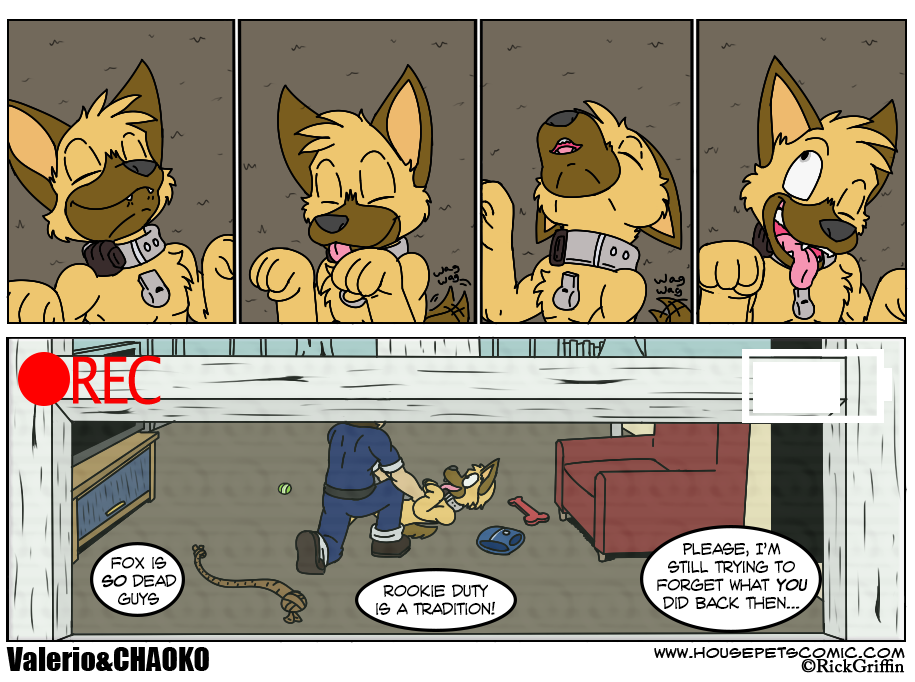 wag
wag
wag
wag
REC
FOX IS
SO DEAD
GUYS
ROOKIE DUTY
IS A TRADITION!
PLEASE, I'M
STILL TRYING TO
FORGET WHAT YOU
DID BACK THEN...
Valerio&CHAOKO
WWW.HOUSEPETSCOMIC.COM
©RickGriffin